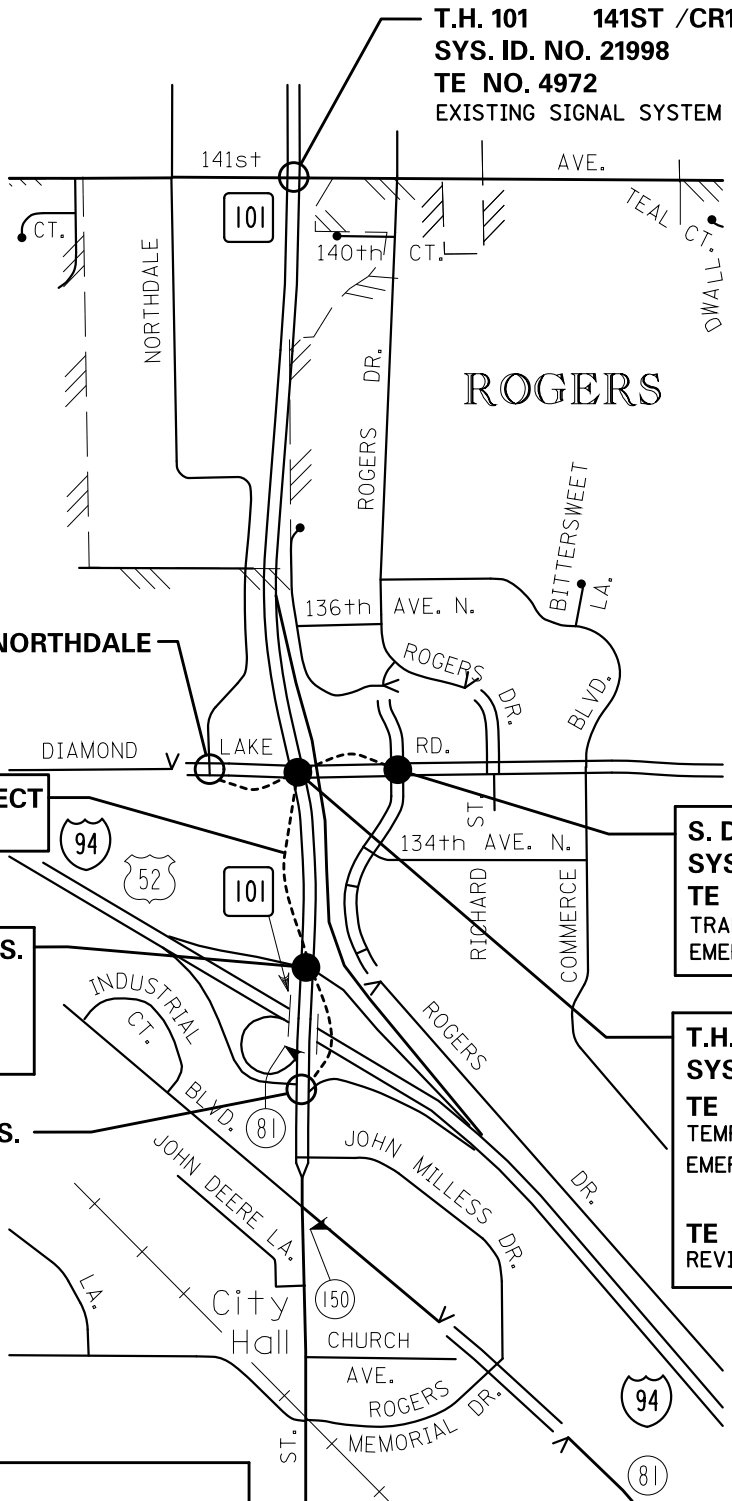 T.H. 101 141ST /CR1
SYS. ID. NO. 21998
TE NO. 4972
EXISTING SIGNAL SYSTEM
141st AVE.
101
CT.
140th CT.
TEAL CT.
DWALL
NORTHDALE
ROGERS DR.
ROGERS
BITTERSWEET LA.
136th AVE. N.
NORTHDALE
ROGERS DR.
BLVD.
DIAMOND LAKE RD.
ECT
94
52
101
134th AVE. N.
ST.
RICHARD
COMMERCE
S. D
SYS
TE
TRA
EMER
S.
INDUSTRIAL CT.
ROGERS DR.
T.H.
SYS
TE
TEMP
EMER
TE
REVI
BLVD.
81
S.
JOHN DEERE LA.
JOHN MILLESS DR.
LA.
City Hall
150
CHURCH AVE.
ROGERS
MEMORIAL DR.
ST.
94
81